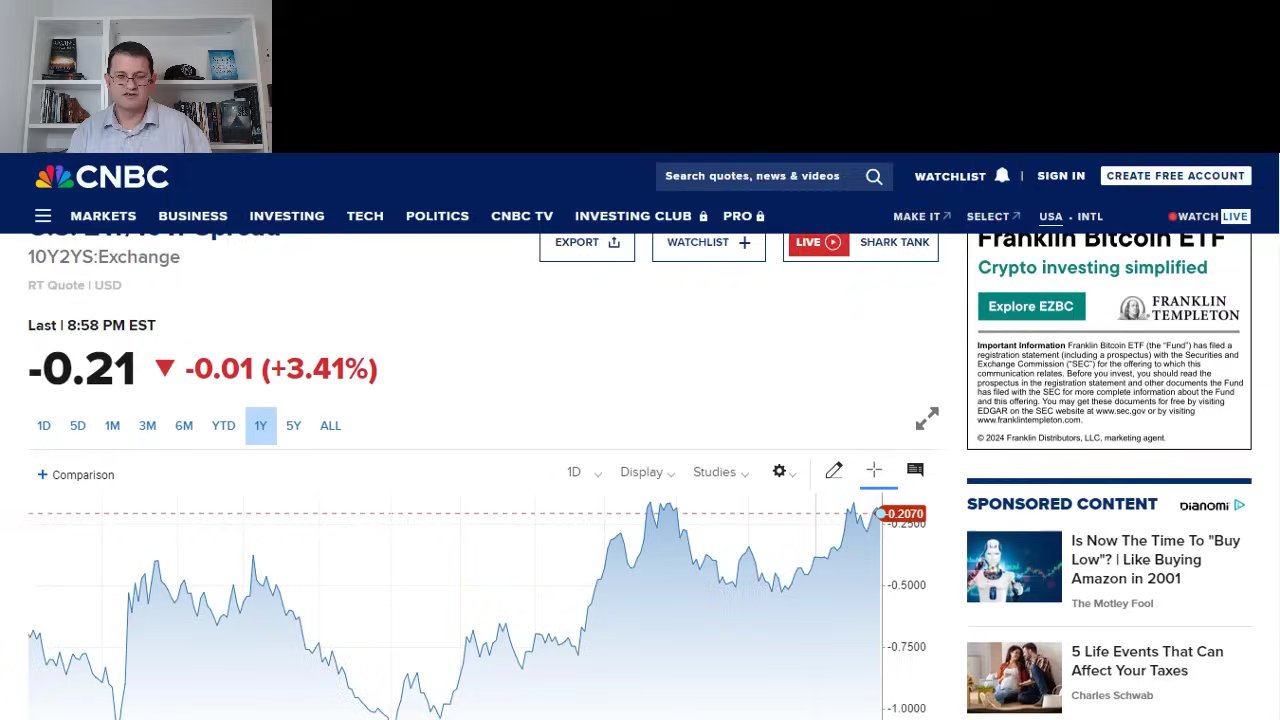 CNBC
Search quotes, news & videos
WATCHLIST
SIGN IN
CREATE FREE ACCOUNT
MARKETS BUSINESS INVESTING TECH POLITICS CNBC TV INVESTING CLUB PRO
MAKE IT SELECT USA - INTL WATCH LIVE
10Y2YS:Exchange
RT Quote | USD
EXPORT
WATCHLIST +
LIVE SHARK TANK
Last | 8:58 PM EST
-0.21 ▼ -0.01 (+3.41%)
1D 5D 1M 3M 6M YTD 1Y 5Y ALL
+ Comparison
1D Display Studies
-0.2070
-0.2500
-0.5000
-0.7500
-1.0000
Franklin Bitcoin ETF
Crypto investing simplified
Explore EZBC
FRANKLIN
TEMPLETON
Important Information Franklin Bitcoin ETF (the "Fund") has filed a
registration statement (including a prospectus) with the Securities and
Exchange Commission ("SEC") for the offering to which this
communication relates. Before you invest, you should read the
prospectus in the registration statement and other documents the Fund
has filed with the SEC for more complete information about the Fund
and this offering. You may get these documents for free by visiting
EDGAR on the SEC website at www.sec.gov or by visiting
www.franklintempleton.com.
© 2024 Franklin Distributors, LLC, marketing agent.
SPONSORED CONTENT
DIANOMI
Is Now The Time To "Buy
Low"? | Like Buying
Amazon in 2001
The Motley Fool
5 Life Events That Can
Affect Your Taxes
Charles Schwab